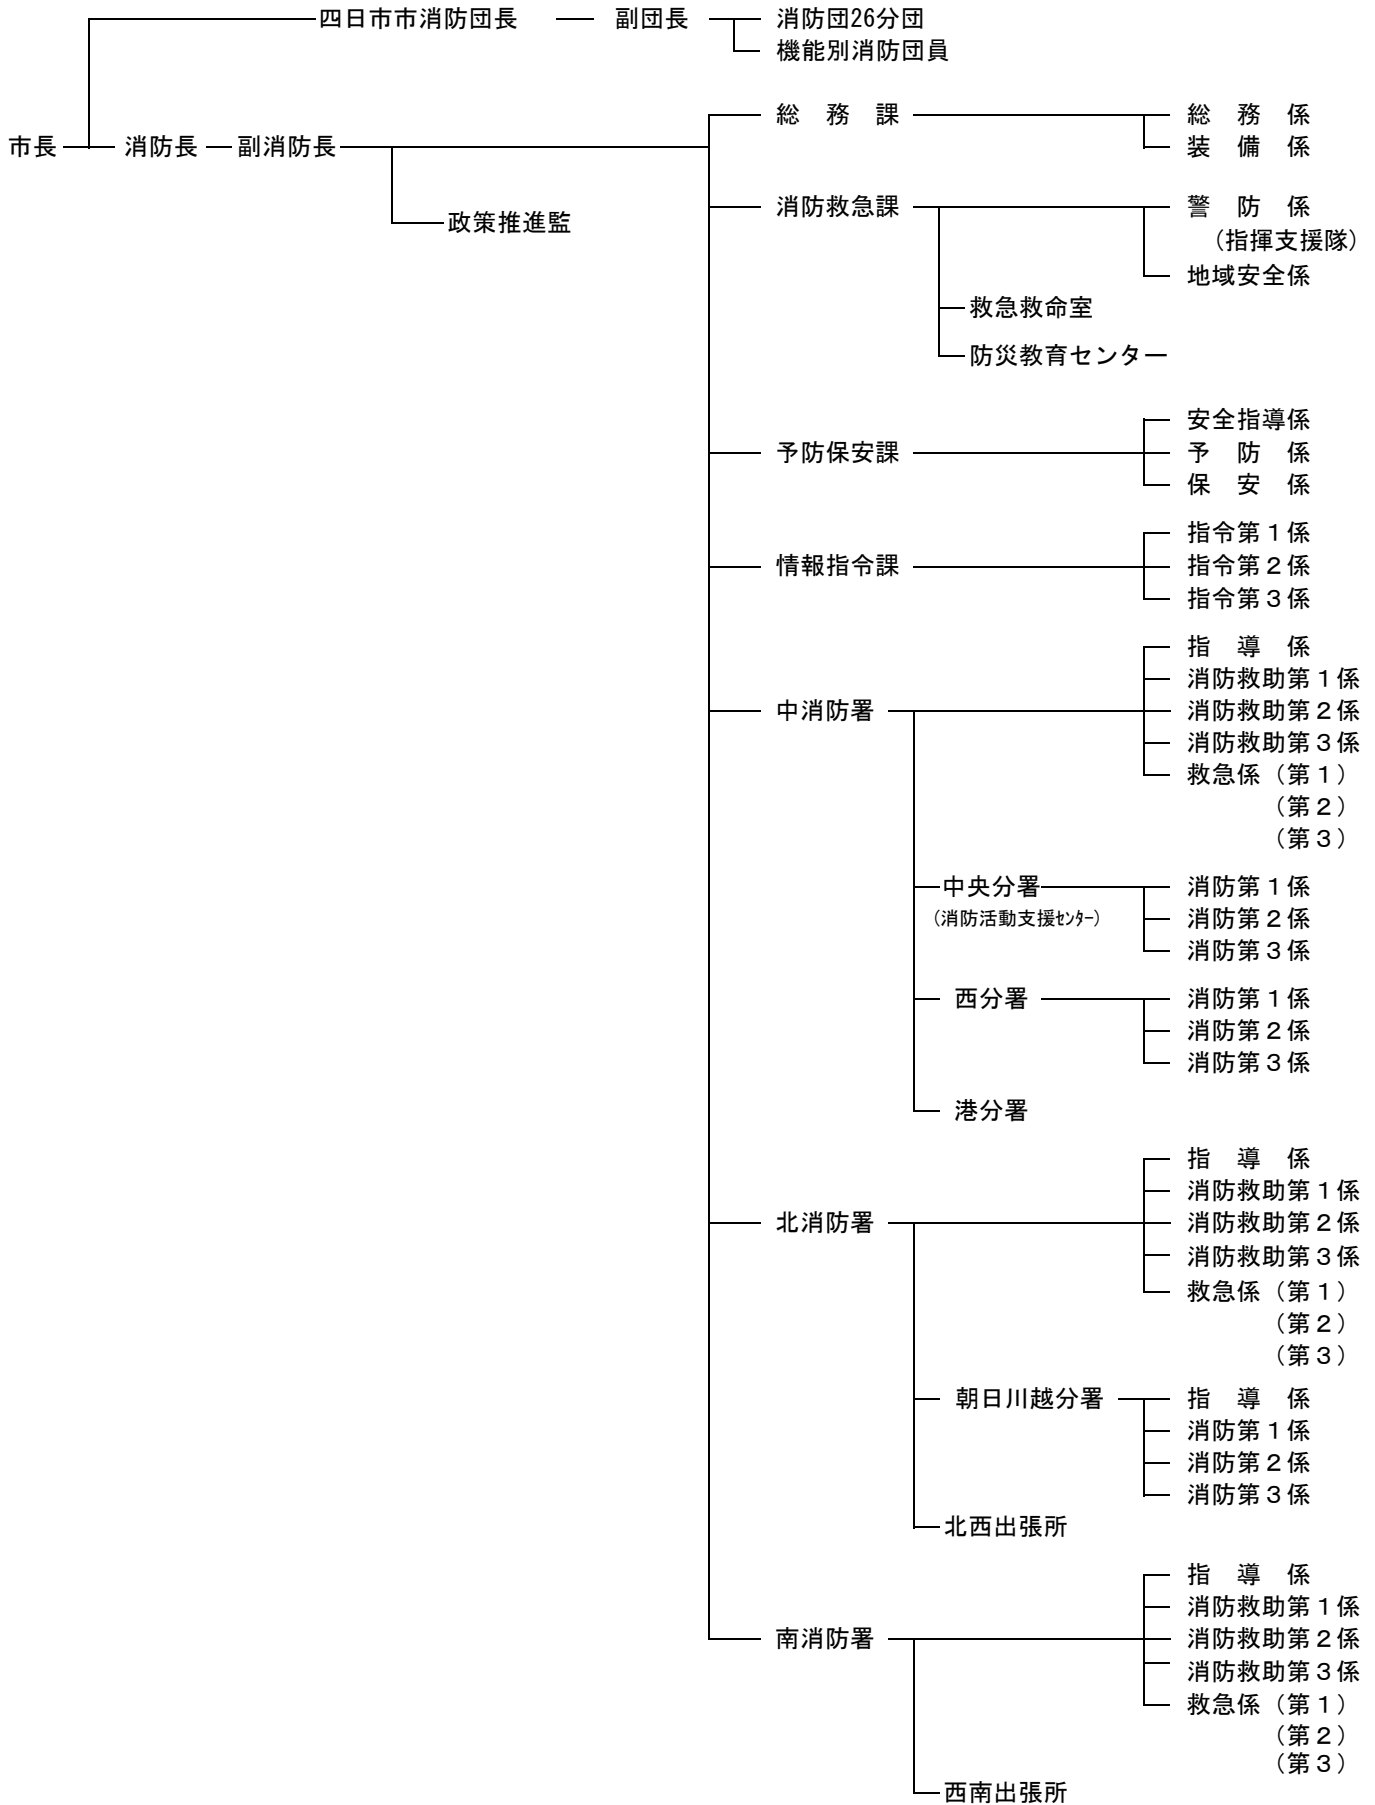 四日市市消防団長　副団長　消防団26分団
機能別消防団員
総　務　課　総　務　係
市長　消防長　副消防長　装　備　係
消防救急課　警　防　係
政策推進監　（指揮支援隊）
地域安全係
救急救命室
防災教育センター
安全指導係
予防保安課　予　防　係
保　安　係
指令第１係
情報指令課　指令第２係
指令第３係
指　導　係
消防救助第１係
中消防署　消防救助第２係
消防救助第３係
救急係（第１）
（第２）
（第３）
中央分署　消防第１係
（消防活動支援ｾﾝﾀｰ）　消防第２係
消防第３係
西分署　消防第１係
消防第２係
消防第３係
港分署
指　導　係
消防救助第１係
北消防署　消防救助第２係
消防救助第３係
救急係（第１）
（第２）
（第３）
朝日川越分署　指　導　係
消防第１係
消防第２係
消防第３係
北西出張所
指　導　係
消防救助第１係
南消防署　消防救助第２係
消防救助第３係
救急係（第１）
（第２）
（第３）
西南出張所